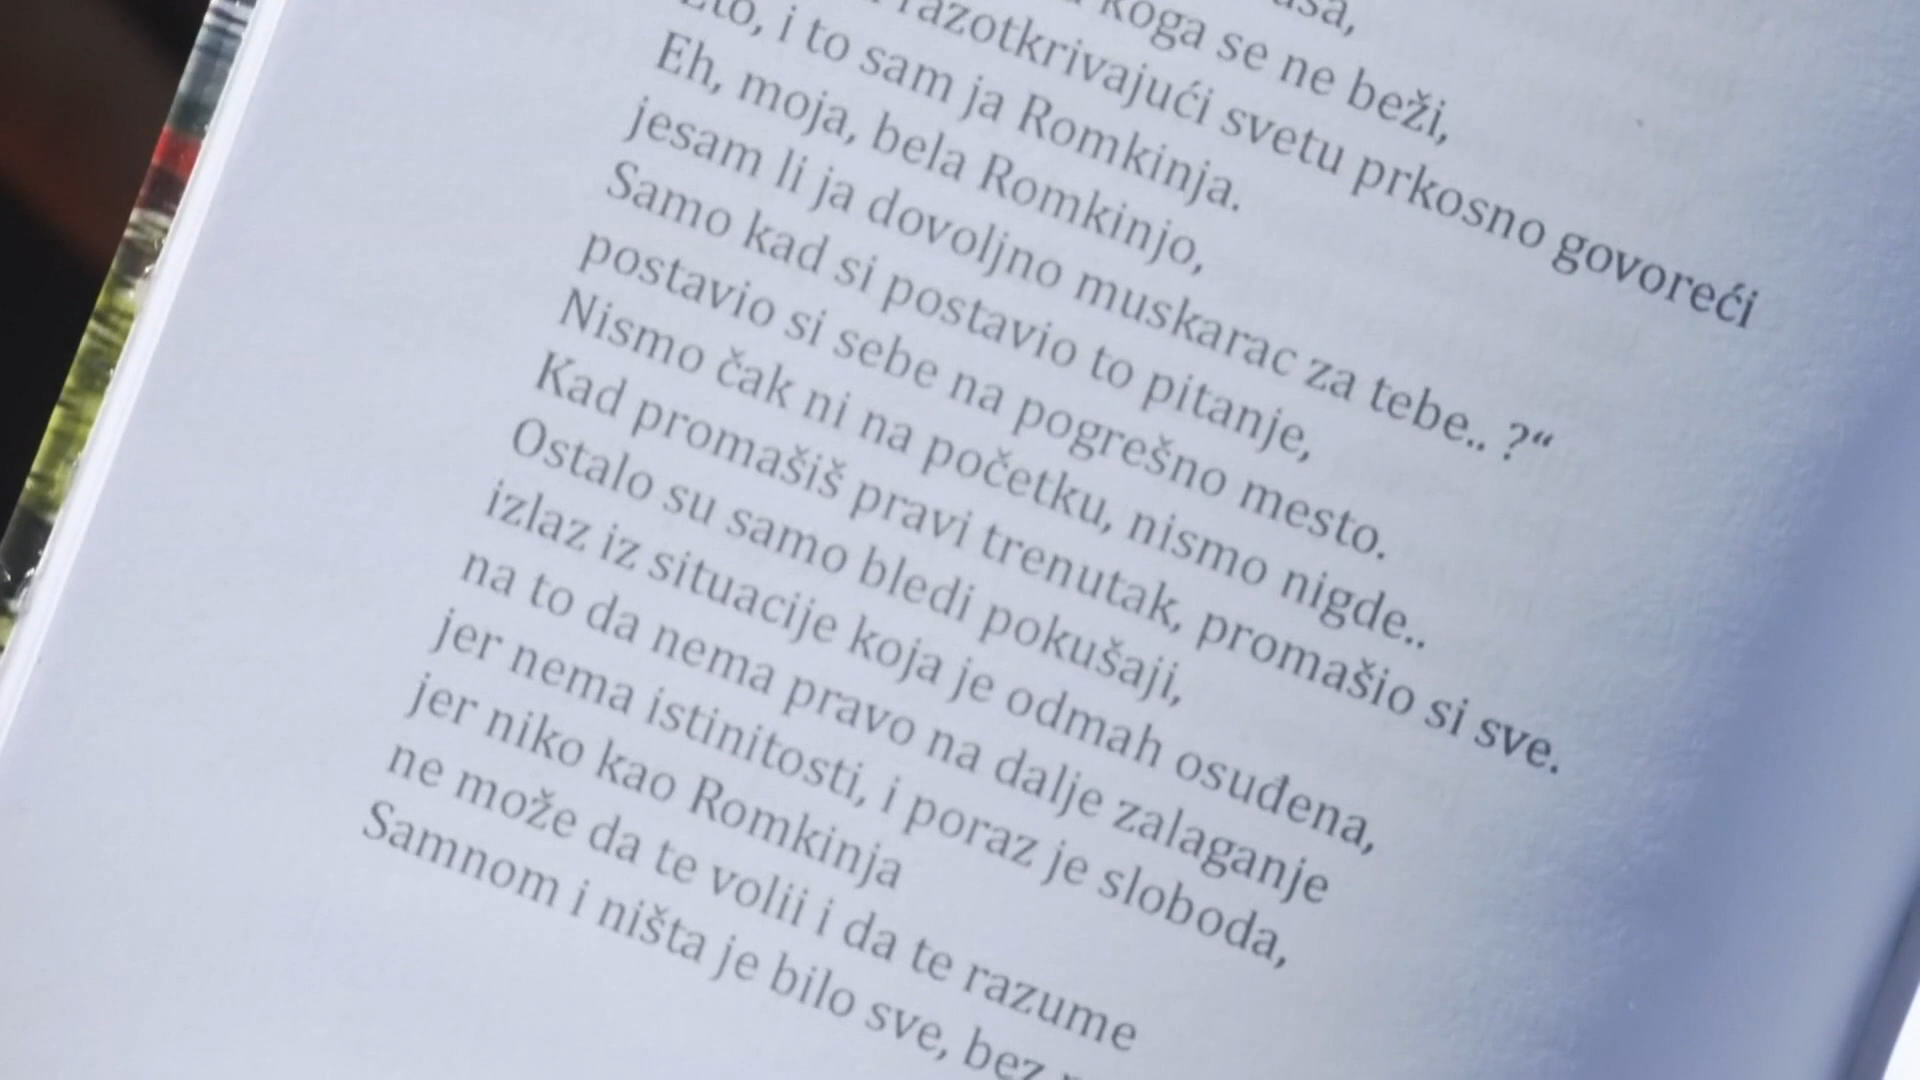 koga se ne beži,
razotkrivajući svetu prkosno govoreći
Eto, i to sam ja Romkinja.
Eh, moja, bela Romkinjo,
jesam li ja dovoljno muskarac za tebe.. ?“
Samo kad si postavio to pitanje,
postavio si sebe na pogrešno mesto.
Nismo čak ni na početku, nismo nigde..
Kad promašiš pravi trenutak, promašio si sve.
Ostalo su samo bledi pokušaji,
izlaz iz situacije koja je odmah osuđena,
na to da nema pravo na dalje zalaganje
jer nema istinitosti, i poraz je sloboda,
jer niko kao Romkinja
ne može da te volii i da te razume
Samnom i ništa je bilo sve, bez